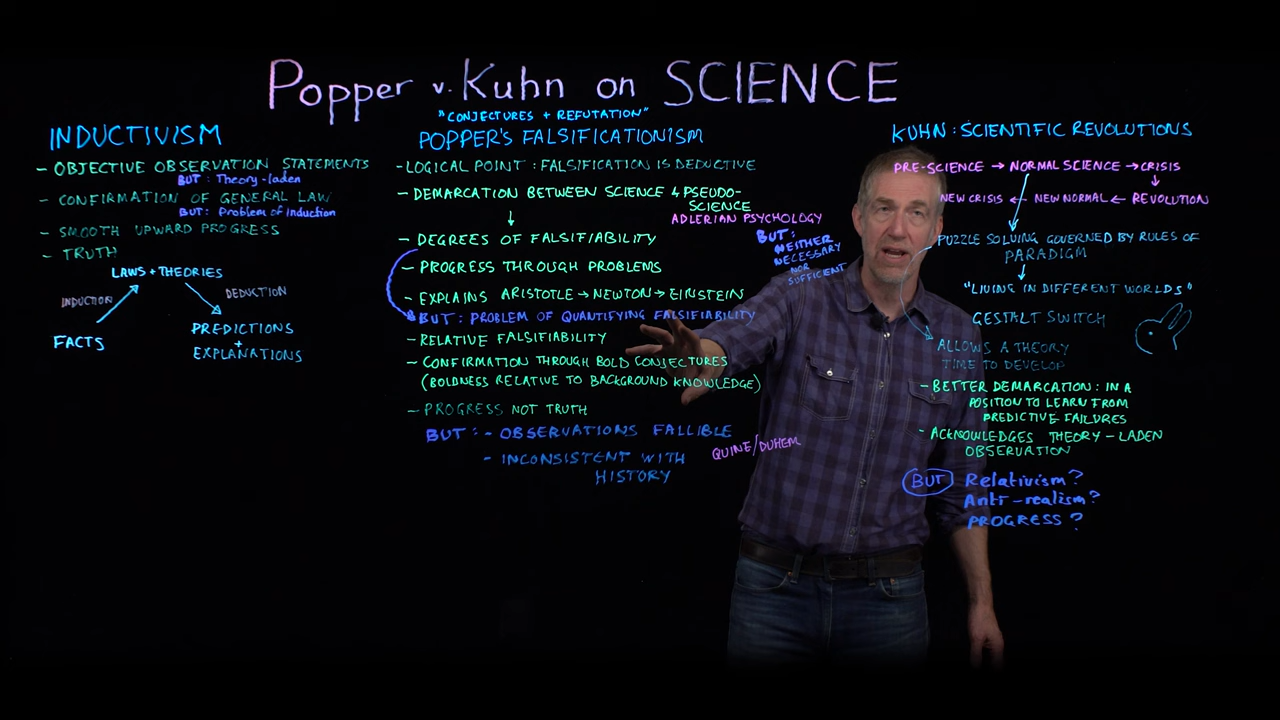 Popper v. Kuhn on SCIENCE
INDUCTIVISM
- OBJECTIVE OBSERVATION STATEMENTS
BUT: Theory-laden
- CONFIRMATION OF GENERAL LAW
BUT: Problem of Induction
- SMOOTH UPWARD PROGRESS
- TRUTH
LAWS + THEORIES
INDUCTION
DEDUCTION
FACTS
PREDICTIONS
+
EXPLANATIONS
"CONJECTURES + REFUTATION"
POPPER'S FALSIFICATIONISM
- LOGICAL POINT: FALSIFICATION IS DEDUCTIVE
- DEMARCATION BETWEEN SCIENCE & PSEUDO-
SCIENCE
ADLERIAN PSYCHOLOGY
BUT:
NEITHER
NECESSARY
NOR
SUFFICIENT
- DEGREES OF FALSIFIABILITY
- PROGRESS THROUGH PROBLEMS
- EXPLAINS ARISTOTLE → NEWTON → EINSTEIN
BUT: PROBLEM OF QUANTIFYING FALSIFIABILITY
- RELATIVE FALSIFIABILITY
- CONFIRMATION THROUGH BOLD CONJECTURES
(BOLDNESS RELATIVE TO BACKGROUND KNOWLEDGE)
- PROGRESS NOT TRUTH
BUT: - OBSERVATIONS FALLIBLE
- INCONSISTENT WITH
HISTORY
QUINE/DUHEM
KUHN: SCIENTIFIC REVOLUTIONS
PRE-SCIENCE → NORMAL SCIENCE → CRISIS
NEW CRISIS ← NEW NORMAL ← REVOLUTION
PUZZLE SOLVING GOVERNED BY RULES OF
PARADIGM
"LIVING IN DIFFERENT WORLDS"
GESTALT SWITCH
ALLOWS A THEORY
TIME TO DEVELOP
- BETTER DEMARCATION: IN A
POSITION TO LEARN FROM
PREDICTIVE FAILURES
- ACKNOWLEDGES THEORY-LADEN
OBSERVATION
BUT Relativism?
Anti-realism?
PROGRESS?